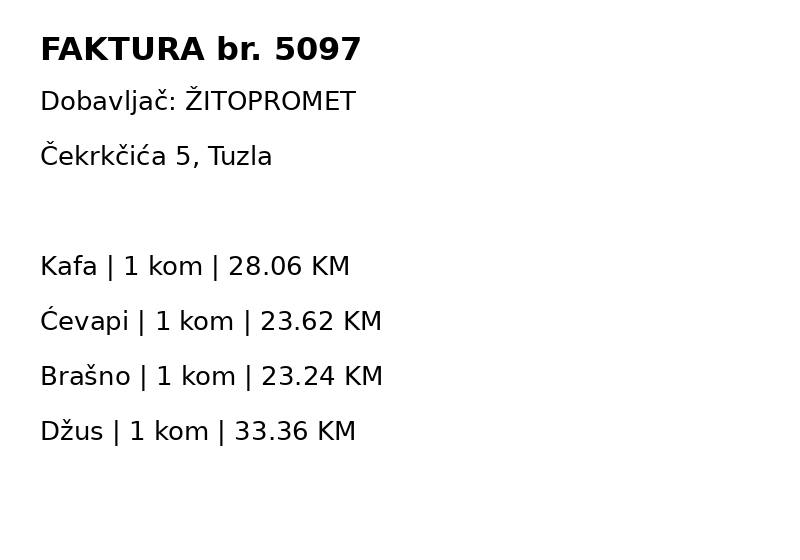 FAKTURA br. 5097
Dobavljač: ŽITOPROMET
Čekrkčića 5, Tuzla
Kafa | 1 kom | 28.06 KM
Ćevapi | 1 kom | 23.62 KM
Brašno | 1 kom | 23.24 KM
Džus | 1 kom | 33.36 KM